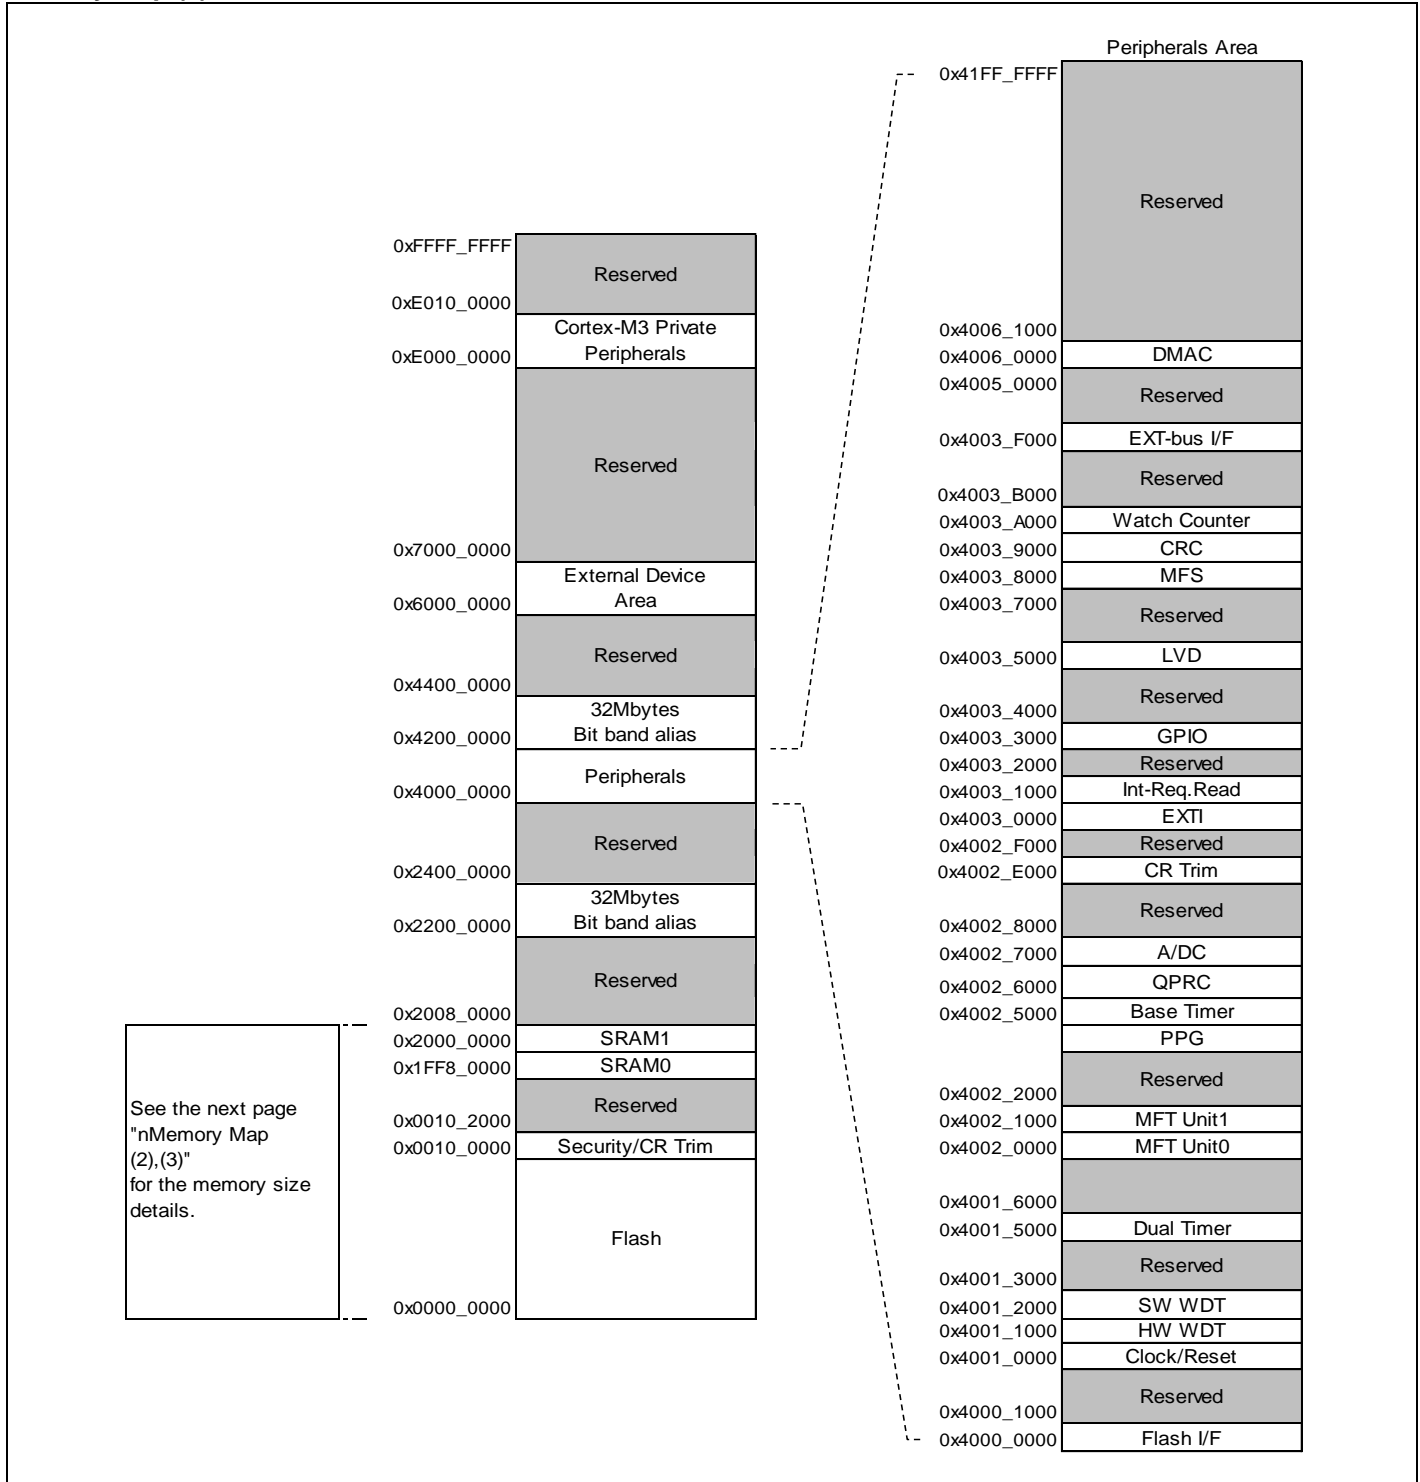 Peripherals Area
0x41FF_FFFF
Reserved
0x4006_1000
0x4006_0000 DMAC
0x4005_0000
Reserved
0x4003_F000 EXT-bus I/F
Reserved
0x4003_B000
0x4003_A000 Watch Counter
0x4003_9000 CRC
0x4003_8000 MFS
0x4003_7000
Reserved
0x4003_5000 LVD
Reserved
0x4003_4000
0x4003_3000 GPIO
0x4003_2000 Reserved
0x4003_1000 Int-Req.Read
0x4003_0000 EXTI
0x4002_F000 Reserved
0x4002_E000 CR Trim
Reserved
0x4002_8000
0x4002_7000 A/DC
0x4002_6000 QPRC
0x4002_5000 Base Timer
PPG
Reserved
0x4002_2000
0x4002_1000 MFT Unit1
0x4002_0000 MFT Unit0
0x4001_6000
0x4001_5000 Dual Timer
Reserved
0x4001_3000
0x4001_2000 SW WDT
0x4001_1000 HW WDT
0x4001_0000 Clock/Reset
Reserved
0x4000_1000
0x4000_0000 Flash I/F
0xFFFF_FFFF
Reserved
0xE010_0000
Cortex-M3 Private
0xE000_0000 Peripherals
Reserved
0x7000_0000
External Device
0x6000_0000 Area
Reserved
0x4400_0000
32Mbytes
0x4200_0000 Bit band alias
Peripherals
0x4000_0000
Reserved
0x2400_0000
32Mbytes
0x2200_0000 Bit band alias
Reserved
0x2008_0000
0x2000_0000 SRAM1
0x1FF8_0000 SRAM0
Reserved
0x0010_2000
0x0010_0000 Security/CR Trim
Flash
0x0000_0000
See the next page
"nMemory Map
(2),(3)"
for the memory size
details.